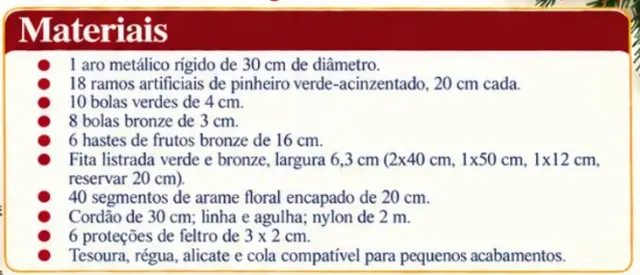 Materiais
1 aro metálico rígido de 30 cm de diâmetro.
18 ramos artificiais de pinheiro verde-acinzentado, 20 cm cada.
10 bolas verdes de 4 cm.
8 bolas bronze de 3 cm.
6 hastes de frutos bronze de 16 cm.
Fita listrada verde e bronze, largura 6,3 cm (2x40 cm, 1x50 cm, 1x12 cm,
reservar 20 cm).
40 segmentos de arame floral encapado de 20 cm.
Cordão de 30 cm; linha e agulha; nylon de 2 m.
6 proteções de feltro de 3 x 2 cm.
Tesoura, régua, alicate e cola compatível para pequenos acabamentos.